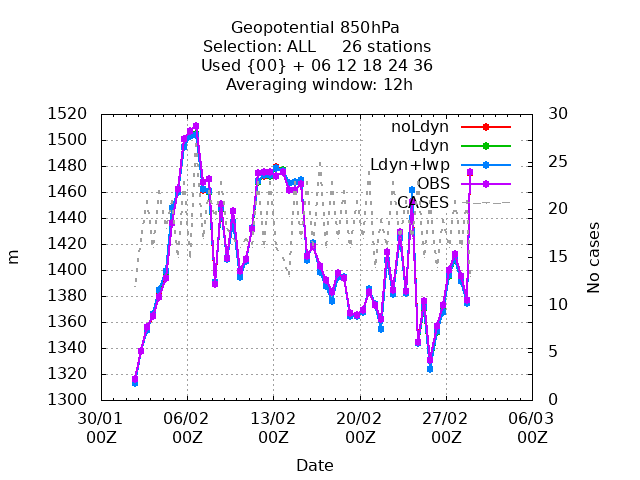 Geopotential 850hPa
Selection: ALL 26 stations
Used {00} + 06 12 18 24 36
Averaging window: 12h
1520
1500
1480
1460
1440
1420
1400
1380
1360
1340
1320
1300
m
30
25
20
15
10
5
0
No cases
noLdyn
Ldyn
Ldyn+lwp
OBS
CASES
30/01 06/02 13/02 20/02 27/02 06/03
00Z 00Z 00Z 00Z 00Z 00Z
Date